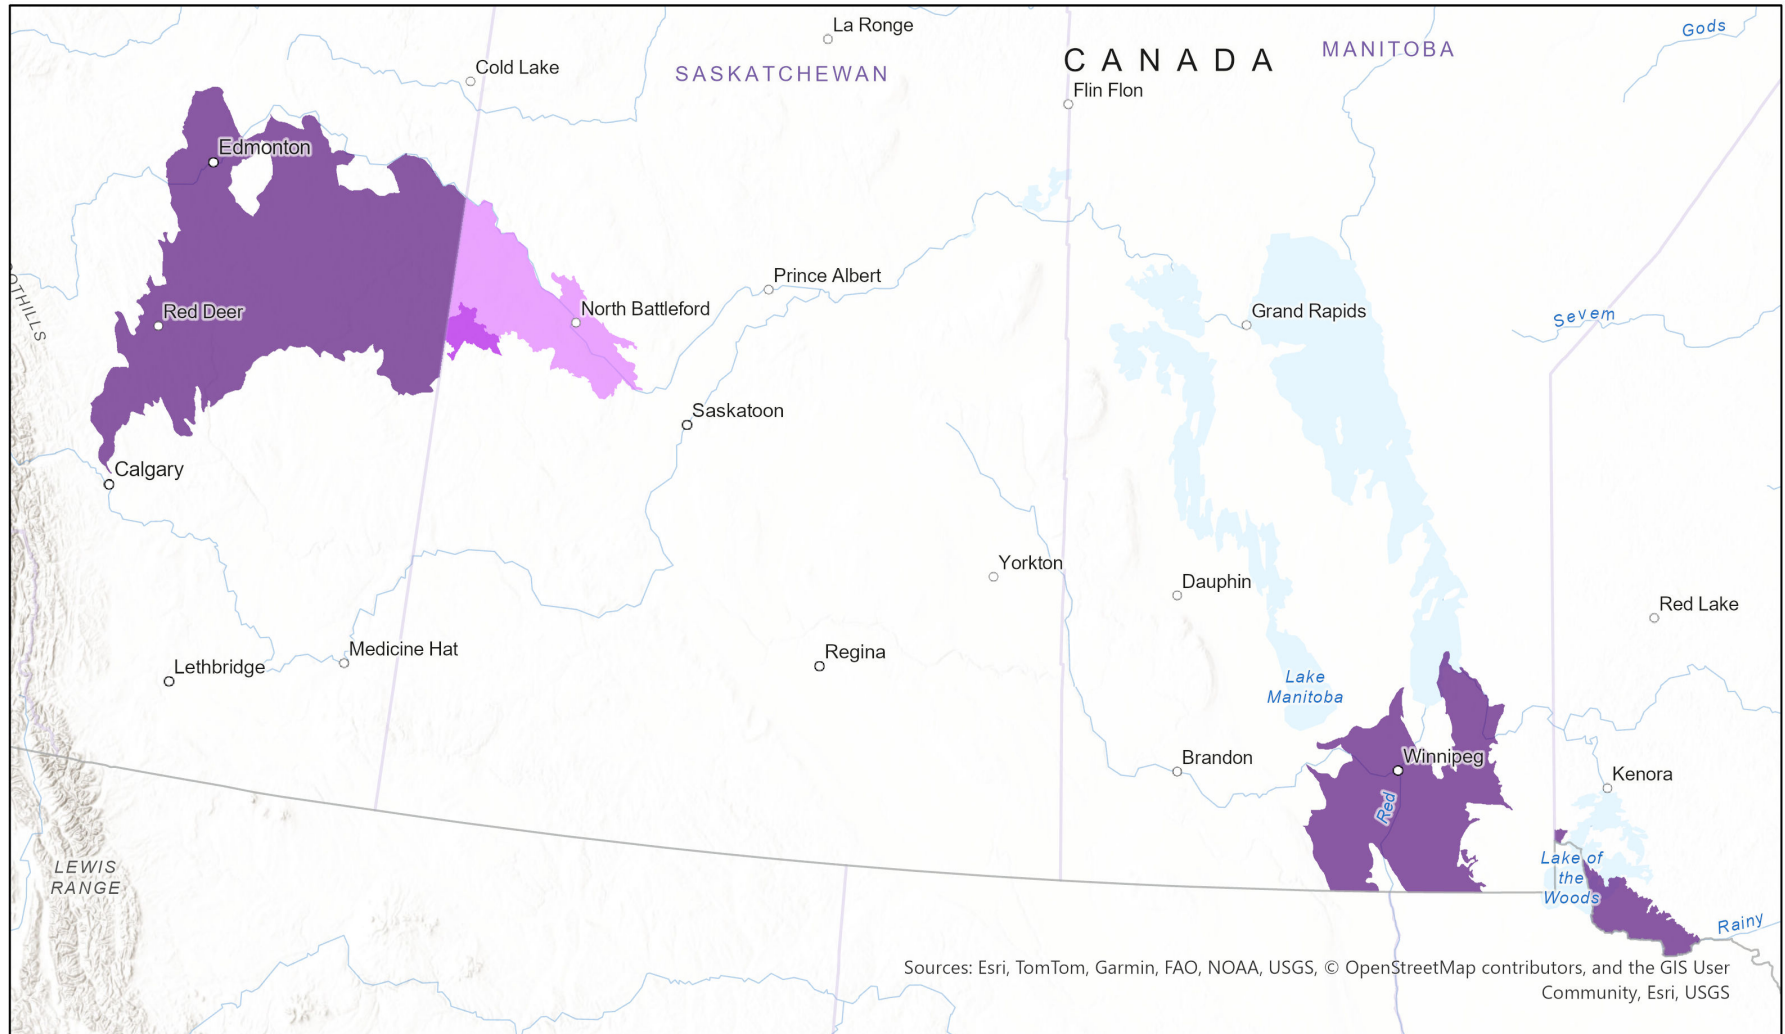 La Ronge
Gods
CANADA
MANITOBA
Cold Lake
SASKATCHEWAN
Flin Flon
Edmonton
Prince Albert
OTHILLS
Red Deer
North Battleford
Grand Rapids
Severn
Saskatoon
Calgary
Yorkton
Dauphin
Red Lake
Medicine Hat
Regina
Lethbridge
Lake
Manitoba
Brandon
Winnipeg
Kenora
Red
LEWIS
RANGE
Lake of
the
Woods
Rainy
Sources: Esri, TomTom, Garmin, FAO, NOAA, USGS, © OpenStreetMap contributors, and the GIS User
Community, Esri, USGS